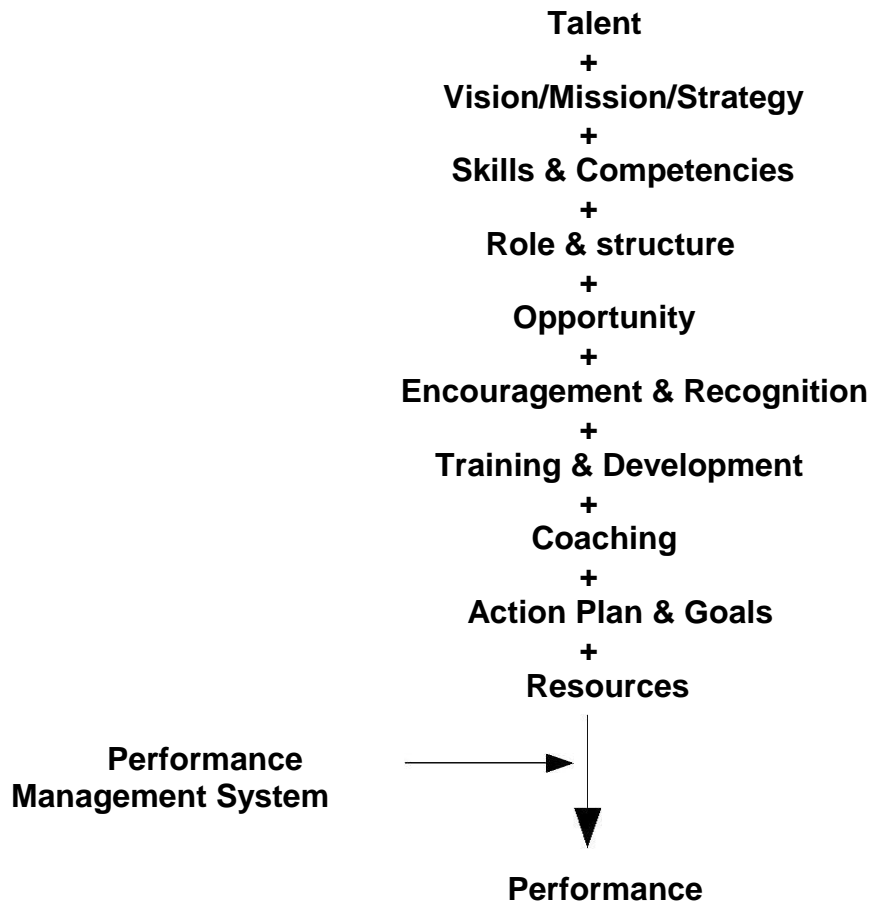 Talent
+
Vision/Mission/Strategy
+
Skills & Competencies
+
Role & structure
+
Opportunity
+
Encouragement & Recognition
+
Training & Development
+
Coaching
+
Action Plan & Goals
+
Resources
Performance
Management System
Performance